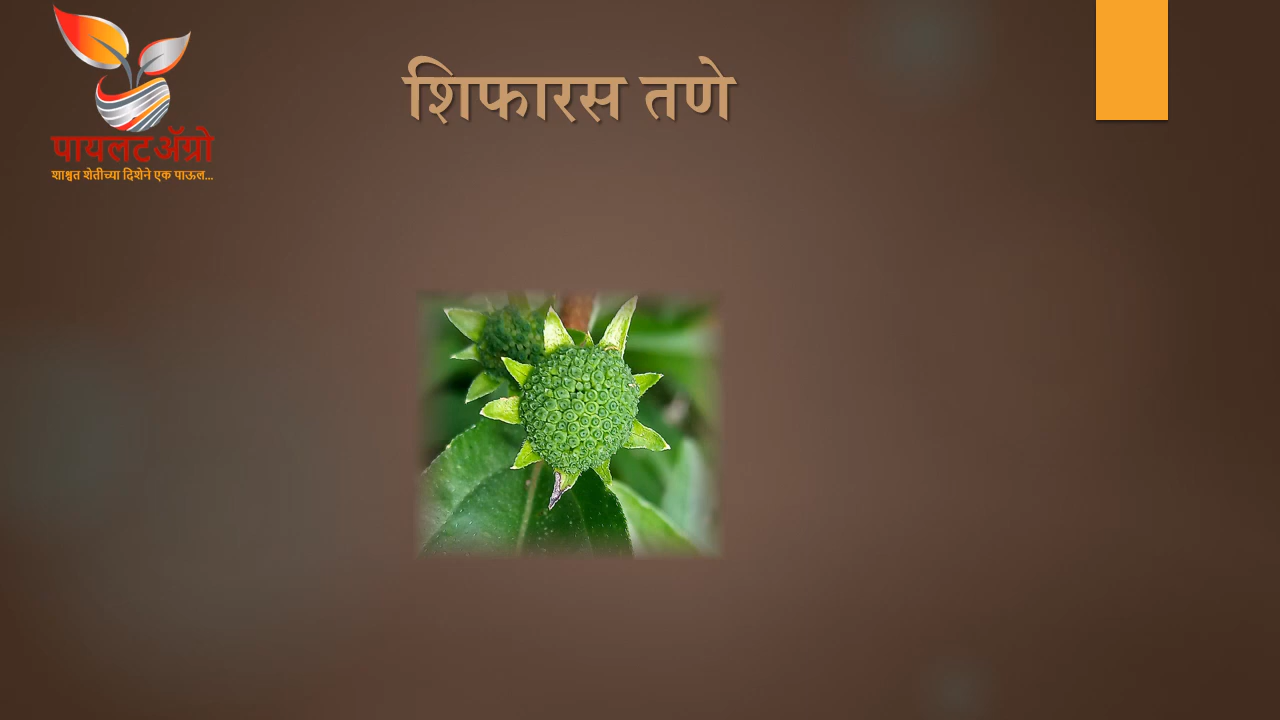 शिफारस तणे
पायलटॲग्रो
शाश्वत शेतीच्या दिशेने एक पाऊल...